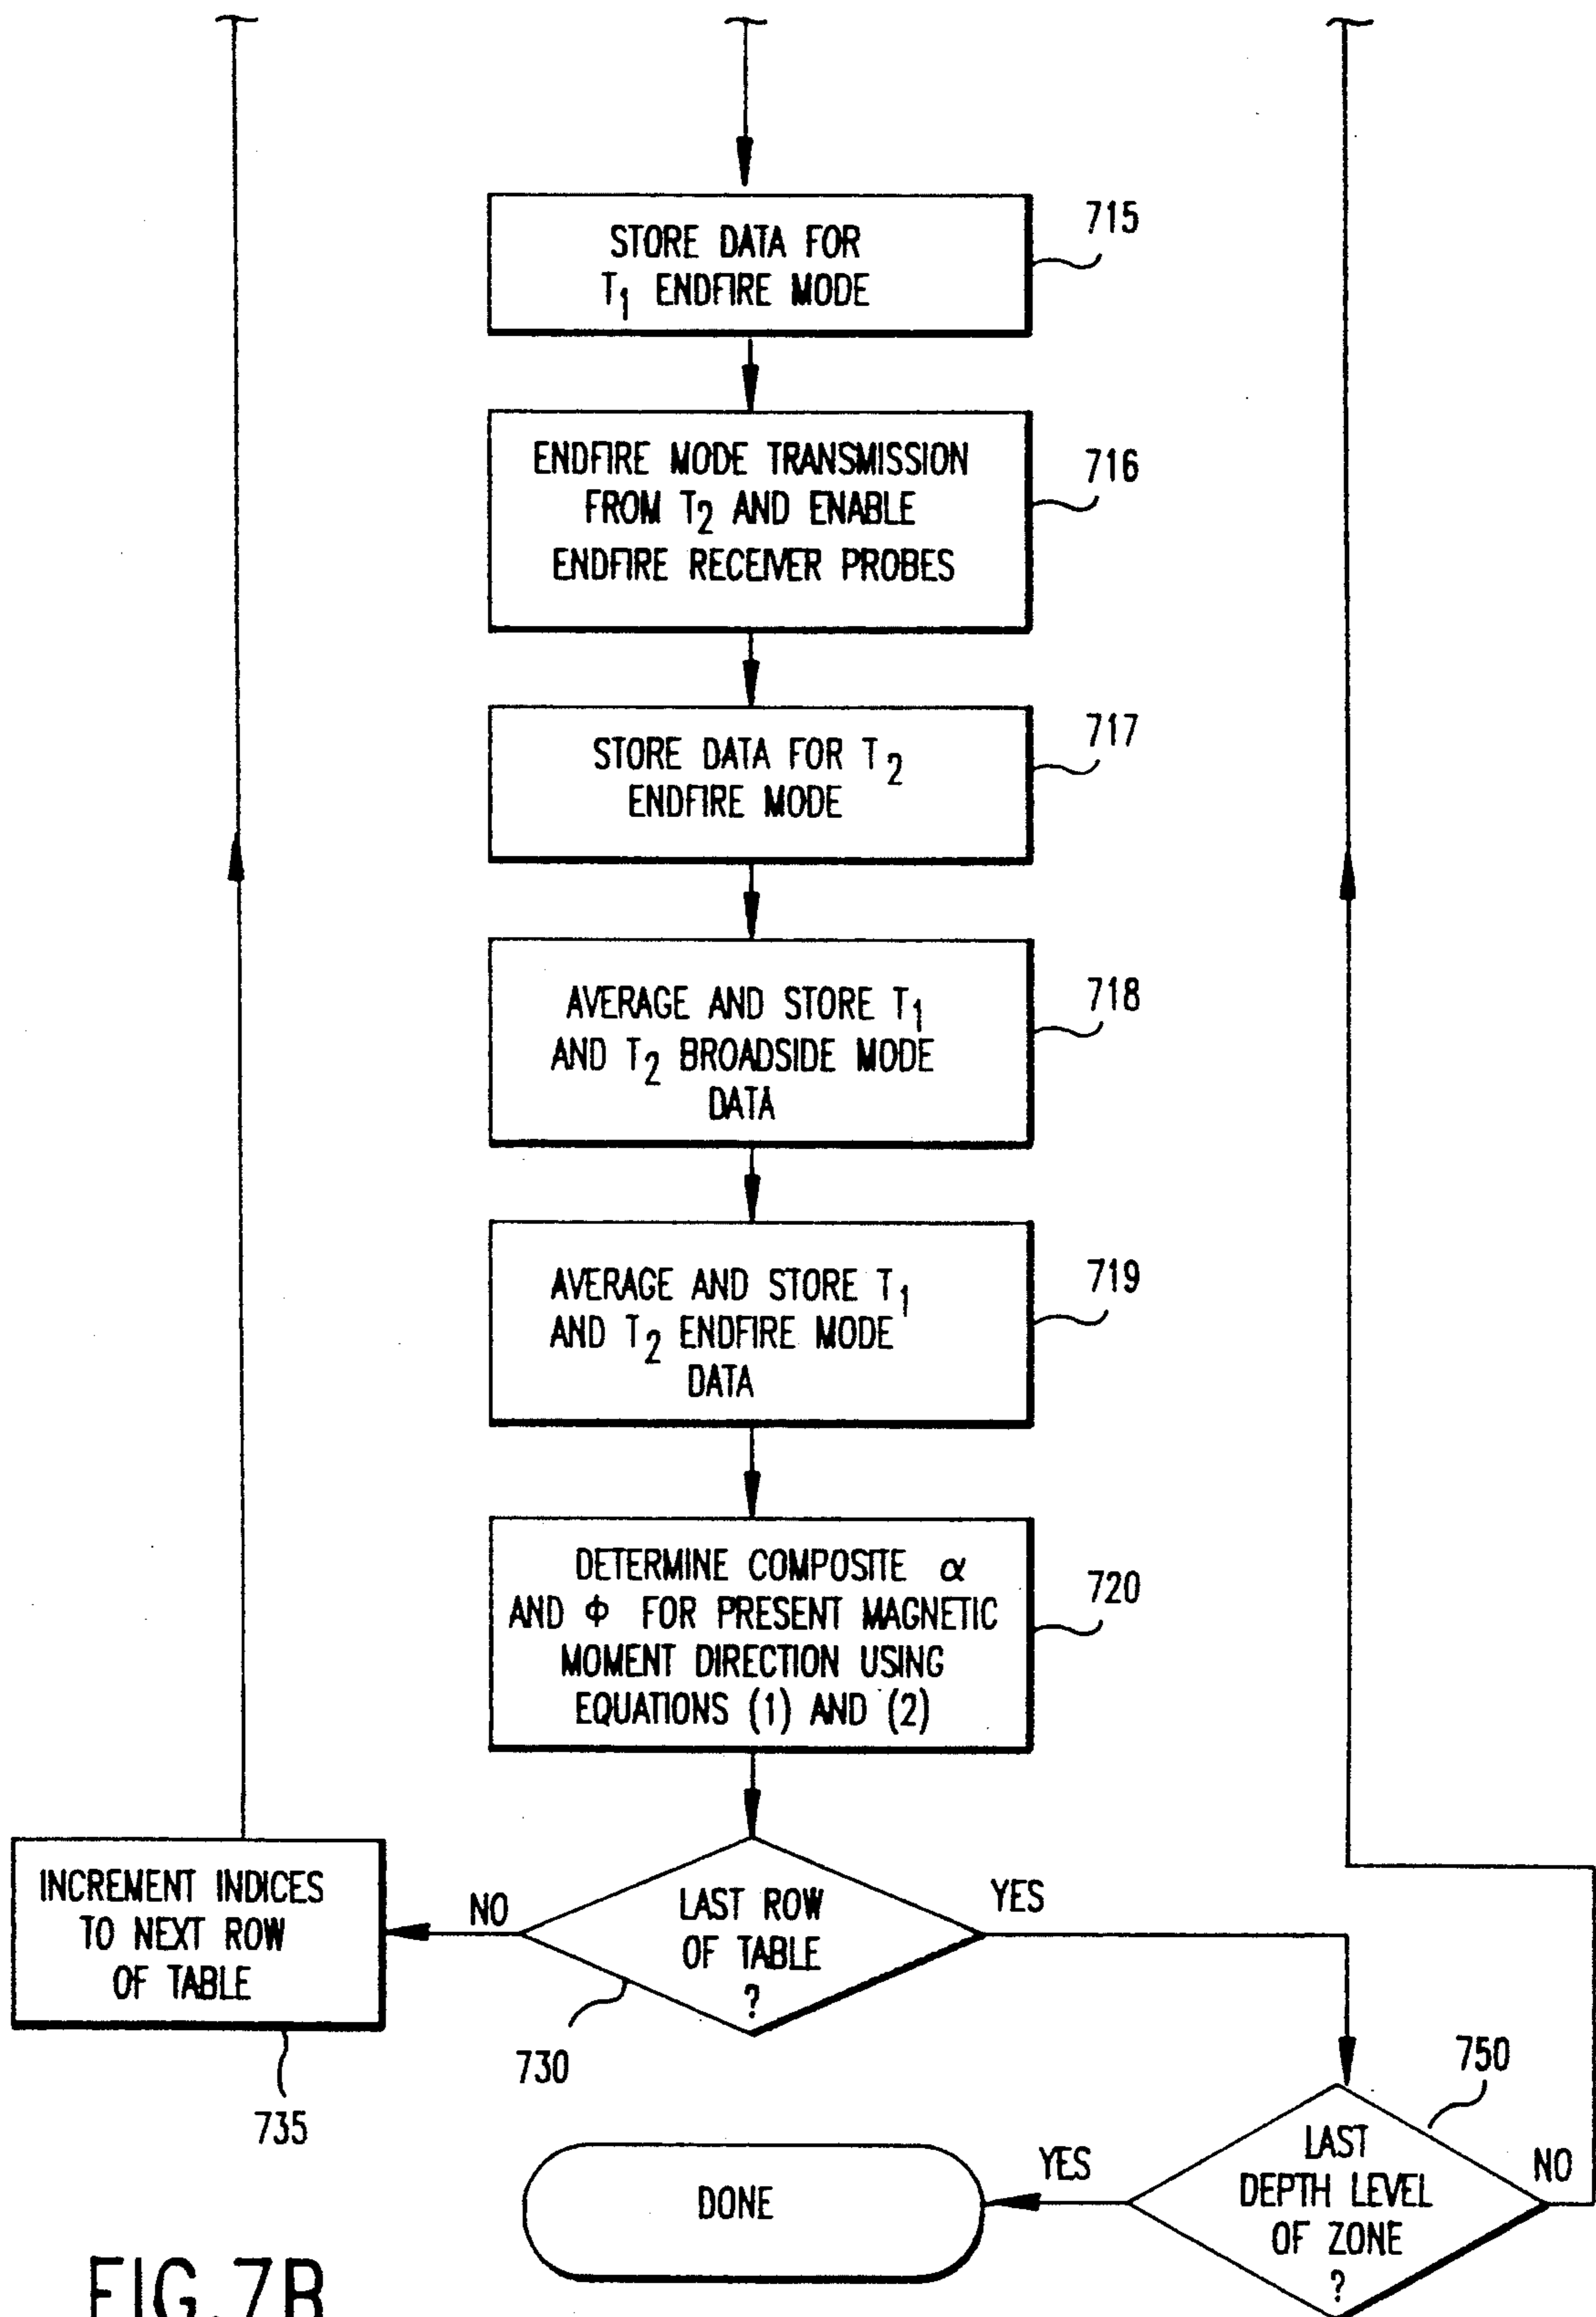 STORE DATA FOR
T1 ENDFIRE MODE
715
ENDFIRE MODE TRANSMISSION
FROM T2 AND ENABLE
ENDFIRE RECEIVER PROBES
716
STORE DATA FOR T2
ENDFIRE MODE
717
AVERAGE AND STORE T1
AND T2 BROADSIDE MODE
DATA
718
AVERAGE AND STORE T1
AND T2 ENDFIRE MODE
DATA
719
DETERMINE COMPOSITE α
AND Φ FOR PRESENT MAGNETIC
MOMENT DIRECTION USING
EQUATIONS (1) AND (2)
720
INCREMENT INDICES
TO NEXT ROW
OF TABLE
735
NO
LAST ROW
OF TABLE
?
730
YES
750
LAST
DEPTH LEVEL
OF ZONE
?
NO
YES
DONE
FIG.7B